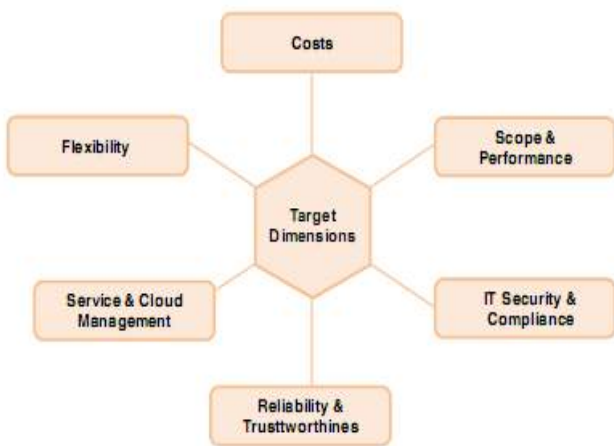 Costs
Flexibility
Scope &
Performance
Target
Dimensions
Service & Cloud
Management
IT Security &
Compliance
Reliability &
Trusttworthines